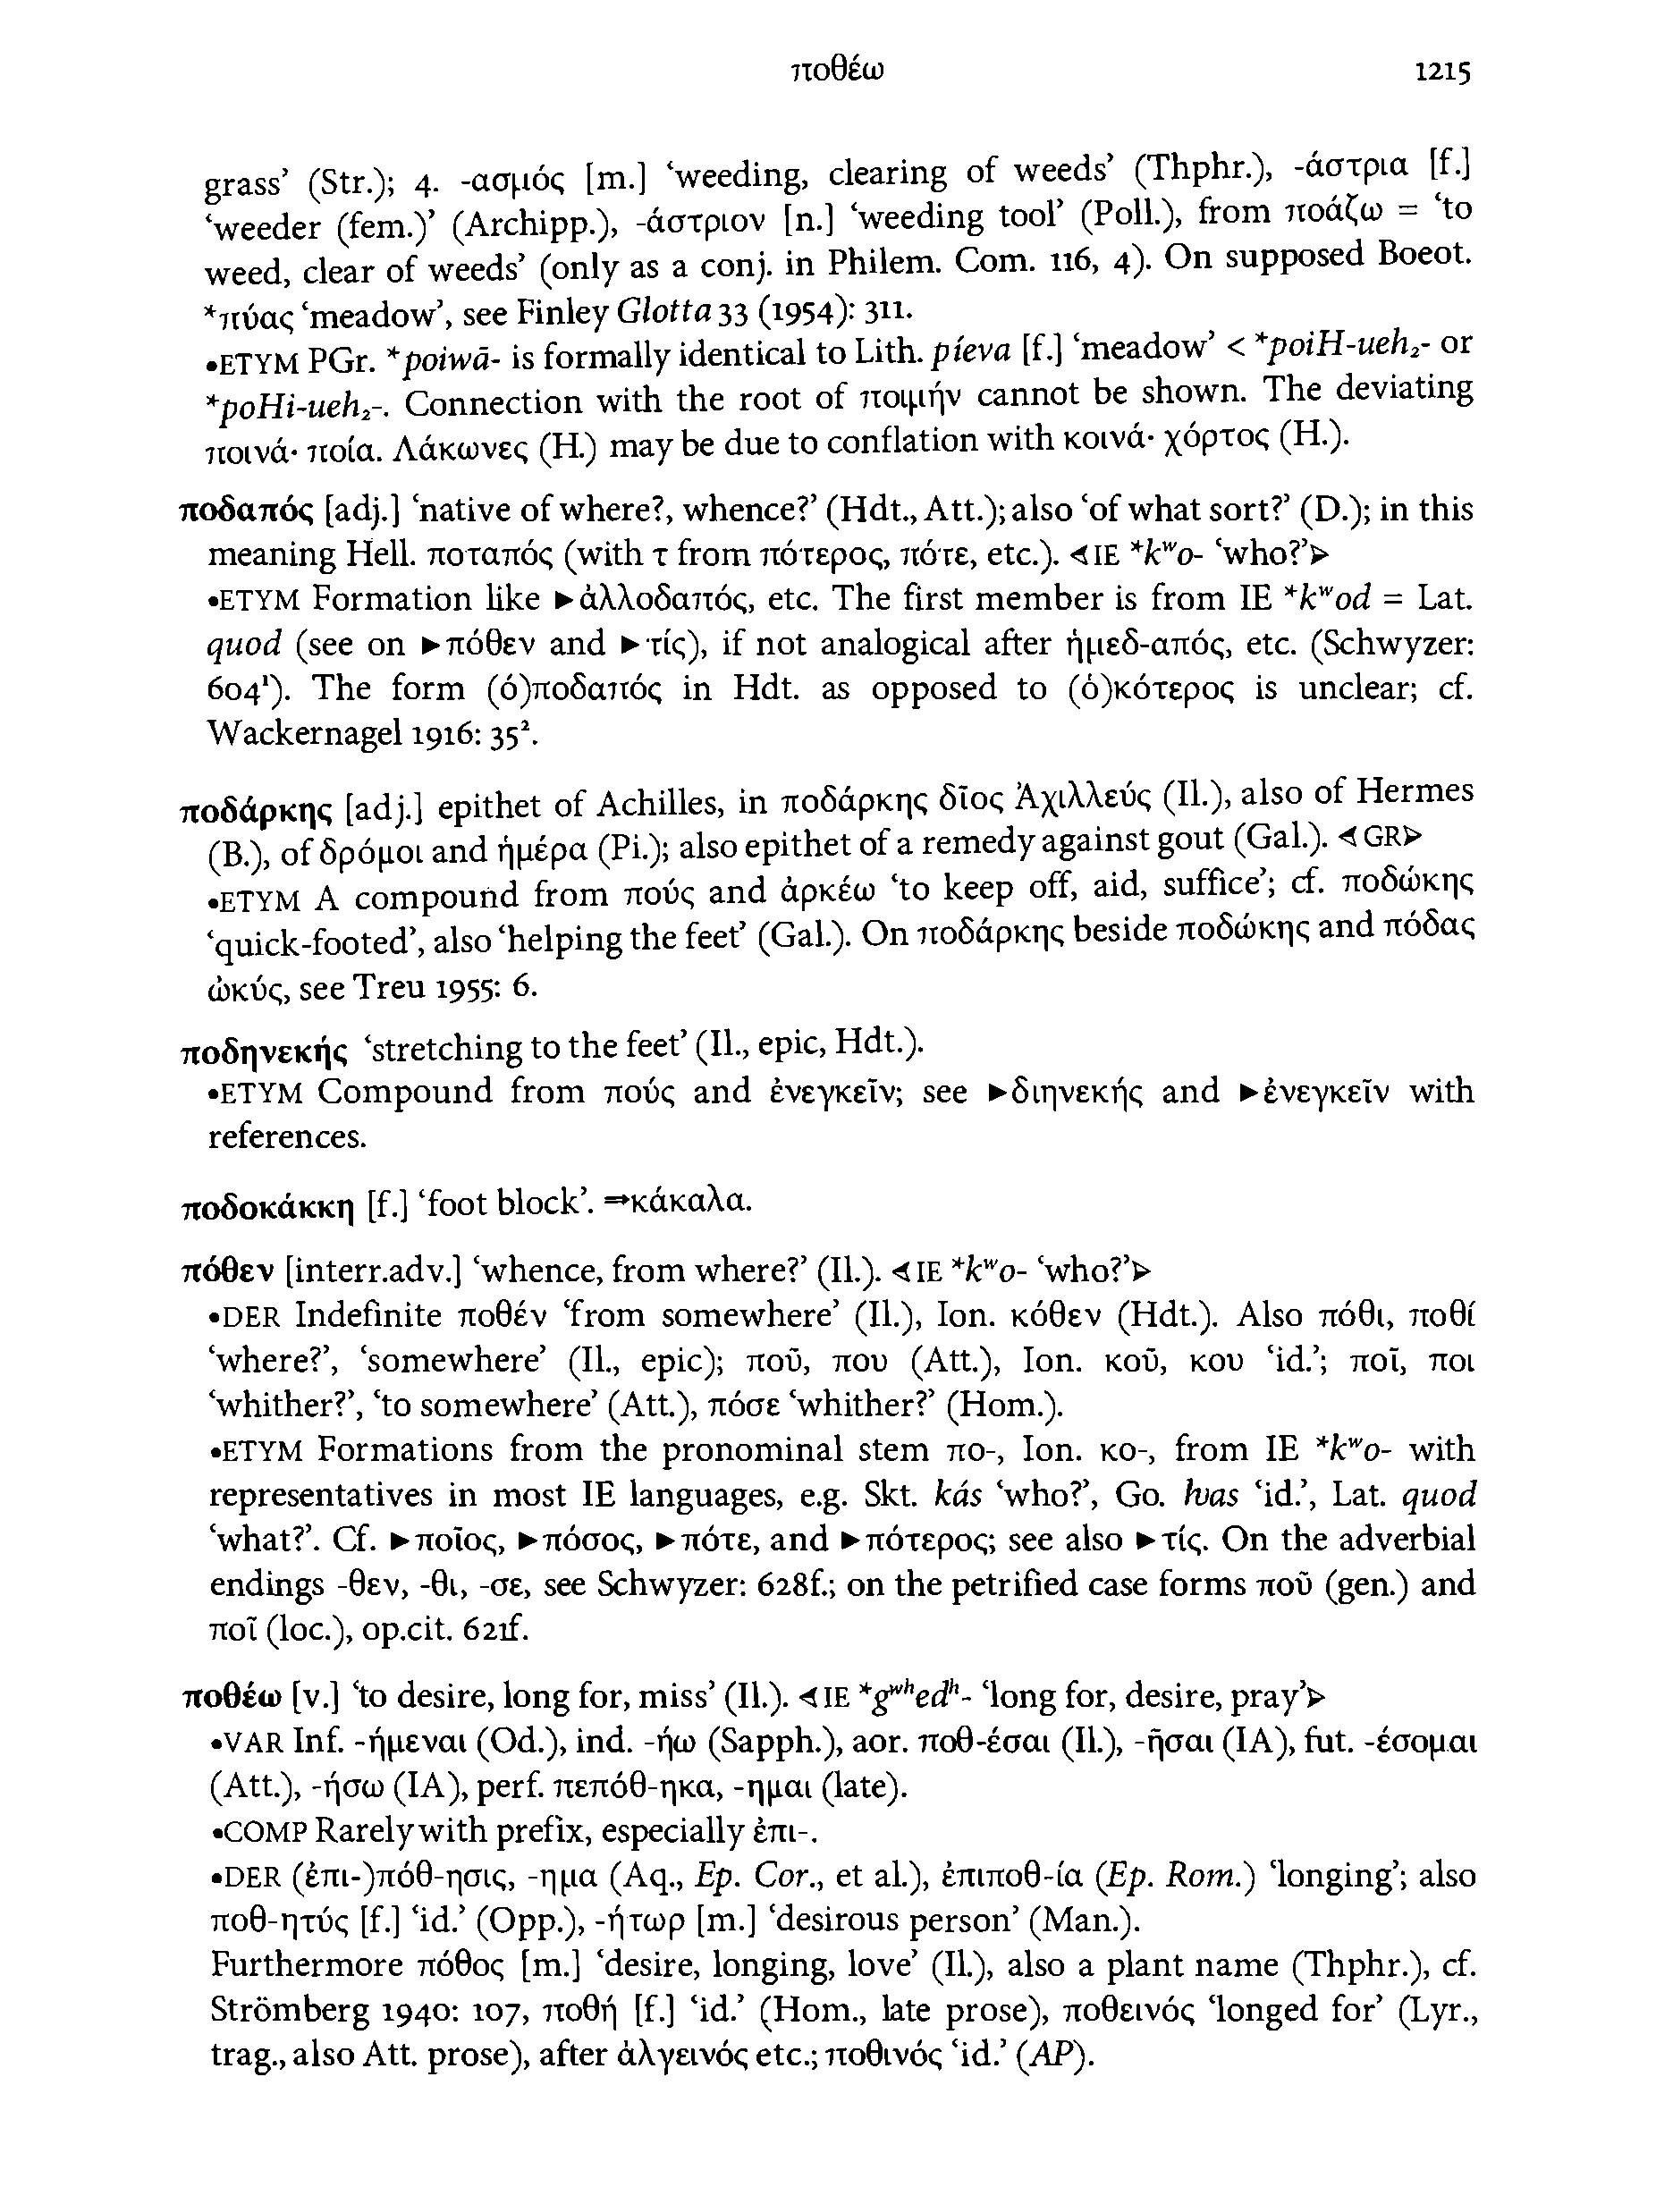 ποθέω 1215
grass’ (Str.); 4. -ασμός [m.] ‘weeding, clearing of weeds’ (Thphr.), -άστρια [f.]
‘weeder (fem.)’ (Archipp.), -άστριον [n.] ‘weeding tool’ (Poll.), from ποάζω = ‘to
weed, clear of weeds’ (only as a conj. in Philem. Com. 116, 4). On supposed Boeot.
*πύας ‘meadow’, see Finley Glotta 33 (1954): 311.
•ETYM PGr. *poiwā- is formally identical to Lith. píeva [f.] ‘meadow’ < *poiH-ueh₂- or
*poHi-ueh₂-. Connection with the root of ποιμήν cannot be shown. The deviating
ποινά· ποία. Λάκωνες (H.) may be due to conflation with κοινά· χόρτος (H.).
ποδαπός [adj.] ‘native of where?, whence?’ (Hdt., Att.); also ‘of what sort?’ (D.); in this
meaning Hell. ποταπός (with τ from πότερος, πότε, etc.). ◁IE *kʷo- ‘who?’▷
•ETYM Formation like ►ἀλλοδαπός, etc. The first member is from IE *kʷod = Lat.
quod (see on ►πόθεν and ►τίς), if not analogical after ἡμεδ-απός, etc. (Schwyzer:
604¹). The form (ὁ)ποδαπός in Hdt. as opposed to (ὁ)κότερος is unclear; cf.
Wackernagel 1916: 35².
ποδάρκης [adj.] epithet of Achilles, in ποδάρκης δῖος Ἀχιλλεύς (Il.), also of Hermes
(B.), of δρόμοι and ἡμέρα (Pi.); also epithet of a remedy against gout (Gal.). ◁GR▷
•ETYM A compound from πούς and ἀρκέω ‘to keep off, aid, suffice’; cf. ποδώκης
‘quick-footed’, also ‘helping the feet’ (Gal.). On ποδάρκης beside ποδώκης and πόδας
ὠκύς, see Treu 1955: 6.
ποδηνεκής ‘stretching to the feet’ (Il., epic, Hdt.).
•ETYM Compound from πούς and ἐνεγκεῖν; see ►διηνεκής and ►ἐνεγκεῖν with
references.
ποδοκάκκη [f.] ‘foot block’. ⇒κάκαλα.
πόθεν [interr.adv.] ‘whence, from where?’ (Il.). ◁IE *kʷo- ‘who?’▷
•DER Indefinite ποθέν ‘from somewhere’ (Il.), Ion. κόθεν (Hdt.). Also πόθι, ποθί
‘where?’, ‘somewhere’ (Il., epic); ποῦ, που (Att.), Ion. κοῦ, κου ‘id.’; ποῖ, ποι
‘whither?’, ‘to somewhere’ (Att.), πόσε ‘whither?’ (Hom.).
•ETYM Formations from the pronominal stem πο-, Ion. κο-, from IE *kʷo- with
representatives in most IE languages, e.g. Skt. kás ‘who?’, Go. ƕas ‘id.’, Lat. quod
‘what?’. Cf. ►ποῖος, ►πόσος, ►πότε, and ►πότερος; see also ►τίς. On the adverbial
endings -θεν, -θι, -σε, see Schwyzer: 628f.; on the petrified case forms ποῦ (gen.) and
ποῖ (loc.), op.cit. 621f.
ποθέω [v.] ‘to desire, long for, miss’ (Il.). ◁IE *gʷʰedʰ- ‘long for, desire, pray’▷
•VAR Inf. -ήμεναι (Od.), ind. -ήω (Sapph.), aor. ποθ-έσαι (Il.), -ῆσαι (IA), fut. -έσομαι
(Att.), -ήσω (IA), perf. πεπόθ-ηκα, -ημαι (late).
•COMP Rarely with prefix, especially ἐπι-.
•DER (ἐπι-)πόθ-ησις, -ημα (Aq., Ep. Cor., et al.), ἐπιποθ-ία (Ep. Rom.) ‘longing’; also
ποθ-ητύς [f.] ‘id.’ (Opp.), -ήτωρ [m.] ‘desirous person’ (Man.).
Furthermore πόθος [m.] ‘desire, longing, love’ (Il.), also a plant name (Thphr.), cf.
Strömberg 1940: 107, ποθή [f.] ‘id.’ (Hom., late prose), ποθεινός ‘longed for’ (Lyr.,
trag., also Att. prose), after ἀλγεινός etc.; ποθινός ‘id.’ (AP).